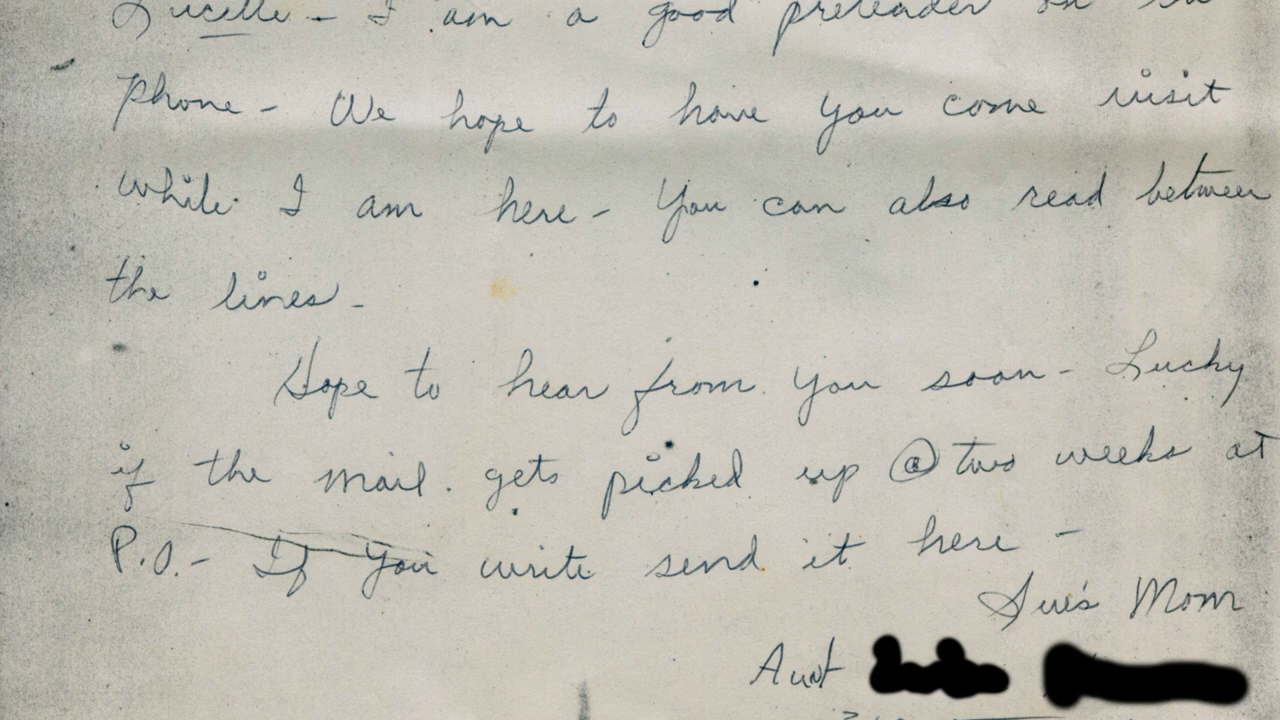 Lucille - I am a good pretender on
phone - We hope to have you come visit
while I am here - You can also read between
the lines -
Hope to hear from you soon - Lucky
if the mail gets picked up @ two weeks at
P.O. - If you write send it here -
Sue's Mom
Aunt